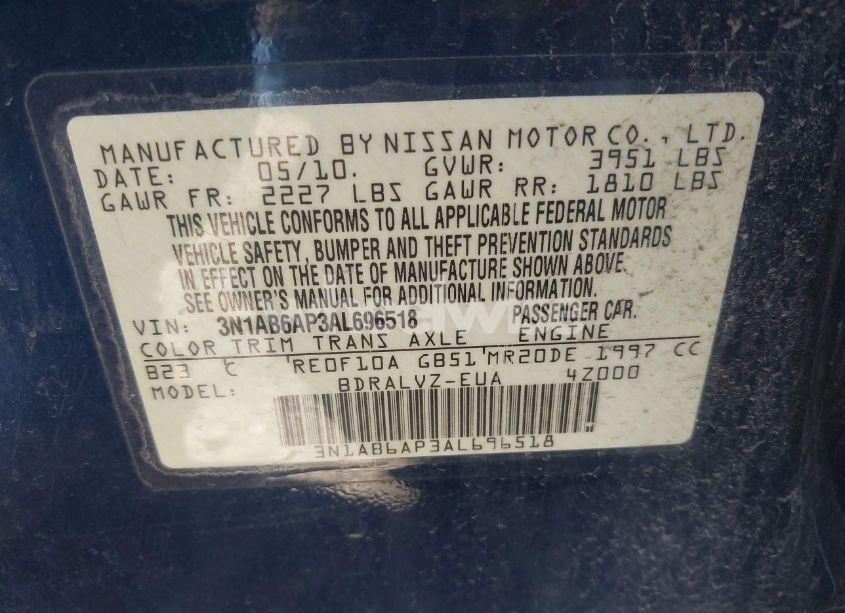 MANUFACTURED BY NISSAN MOTOR CO., LTD.
DATE: 05/10. GVWR: 3951 LBS
GAWR FR: 2227 LBS GAWR RR: 1810 LBS
THIS VEHICLE CONFORMS TO ALL APPLICABLE FEDERAL MOTOR
VEHICLE SAFETY, BUMPER AND THEFT PREVENTION STANDARDS
IN EFFECT ON THE DATE OF MANUFACTURE SHOWN ABOVE.
SEE OWNER'S MANUAL FOR ADDITIONAL INFORMATION.
VIN: 3N1AB6AP3AL696518 PASSENGER CAR.
COLOR TRIM TRANS AXLE ENGINE
B23 C RE0F10A GB51 MR20DE 1997 CC
MODEL: BDRALVZ-EUA 4Z000
3N1AB6AP3AL696518